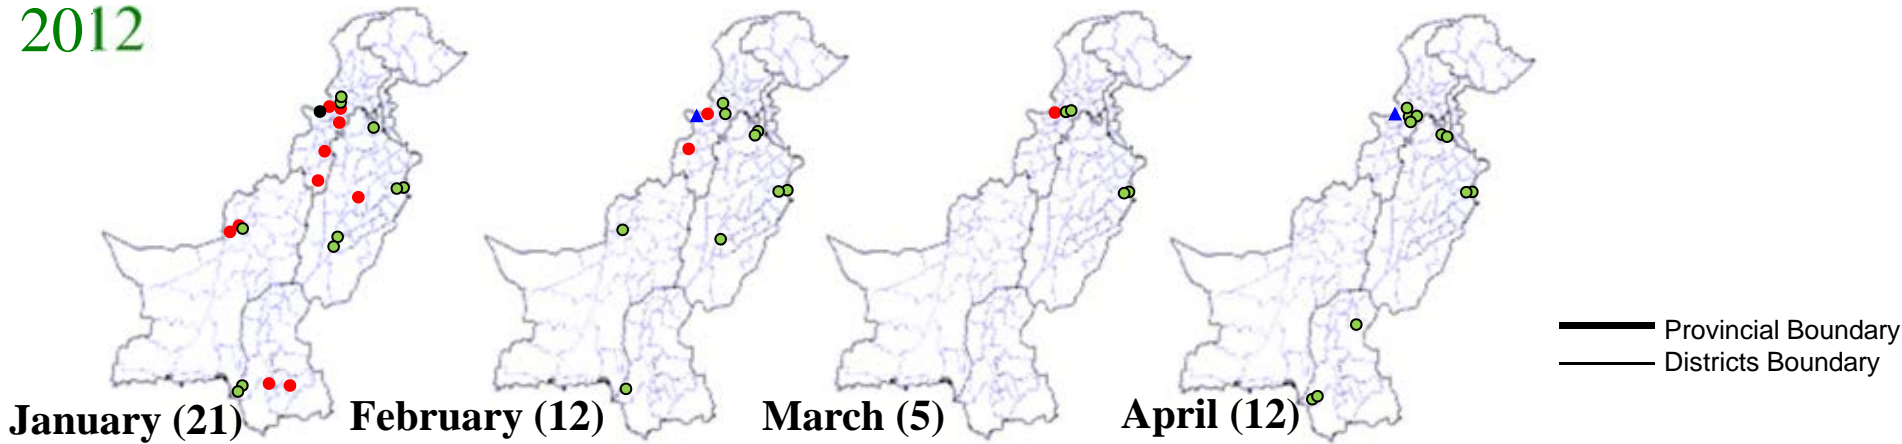 2012
January (21)
February (12)
March (5)
April (12)
Provincial Boundary
Districts Boundary